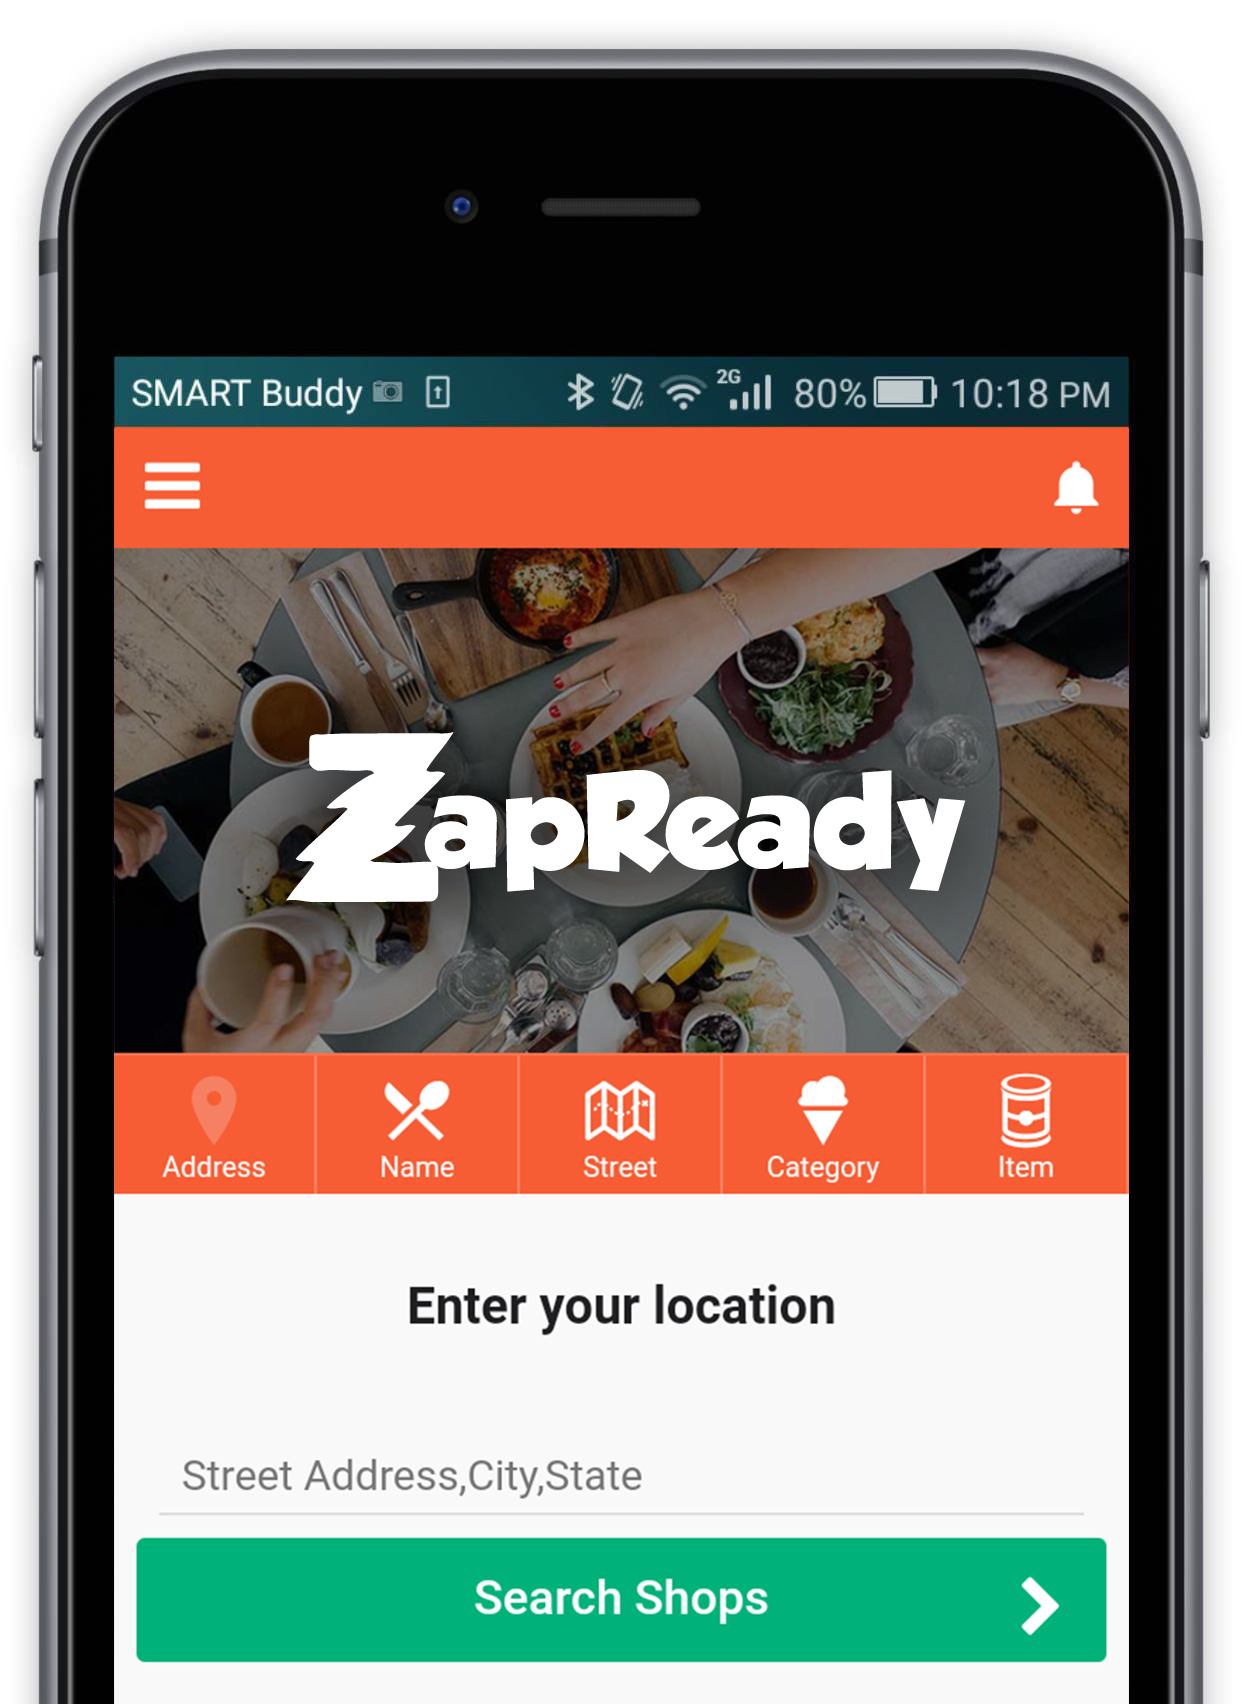 SMART Buddy 2G 80% 10:18 PM
ZapReady
Address Name Street Category Item
Enter your location
Street Address,City,State
Search Shops